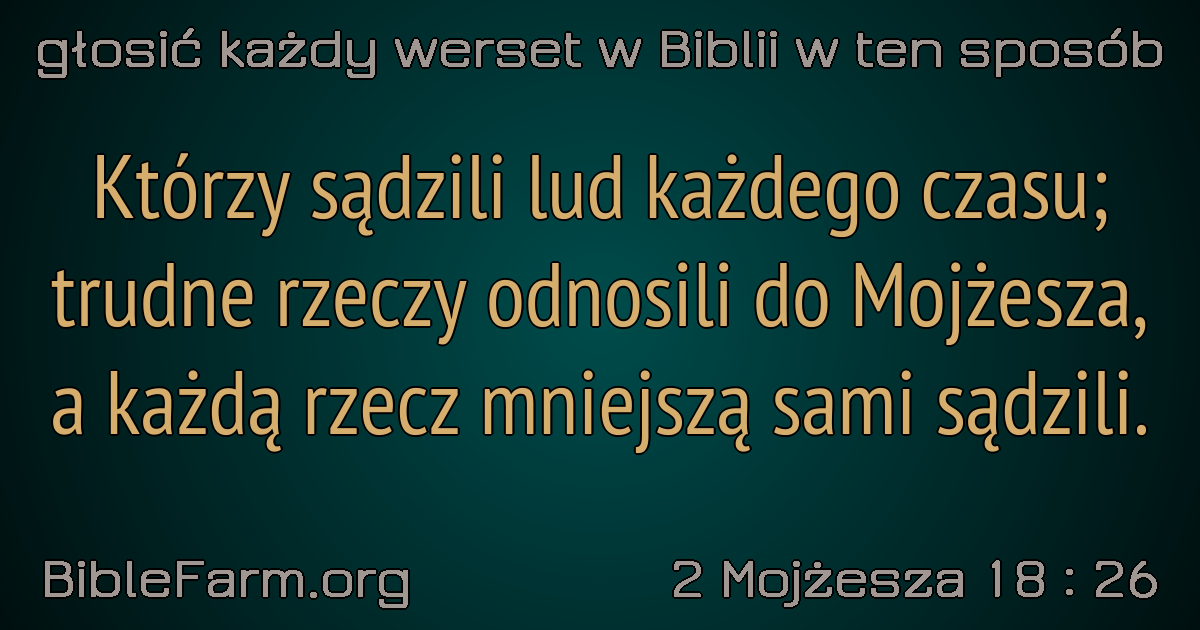 głosić każdy werset w Biblii w ten sposób
Którzy sądzili lud każdego czasu;
trudne rzeczy odnosili do Mojżesza,
a każdą rzecz mniejszą sami sądzili.
BibleFarm.org
2 Mojżesza 18 : 26